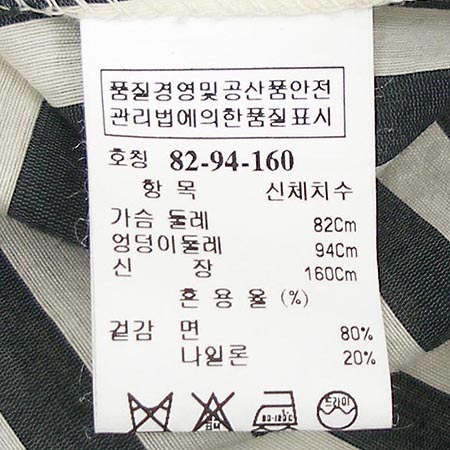 품질경영및공산품안전
관리법에의한품질표시
호칭 82-94-160
항 목 신체치수
가슴 둘레 82Cm
엉덩이둘레 94Cm
신 장 160Cm
혼 용 율 (%)
겉감 면 80%
나일론 20%
드라이